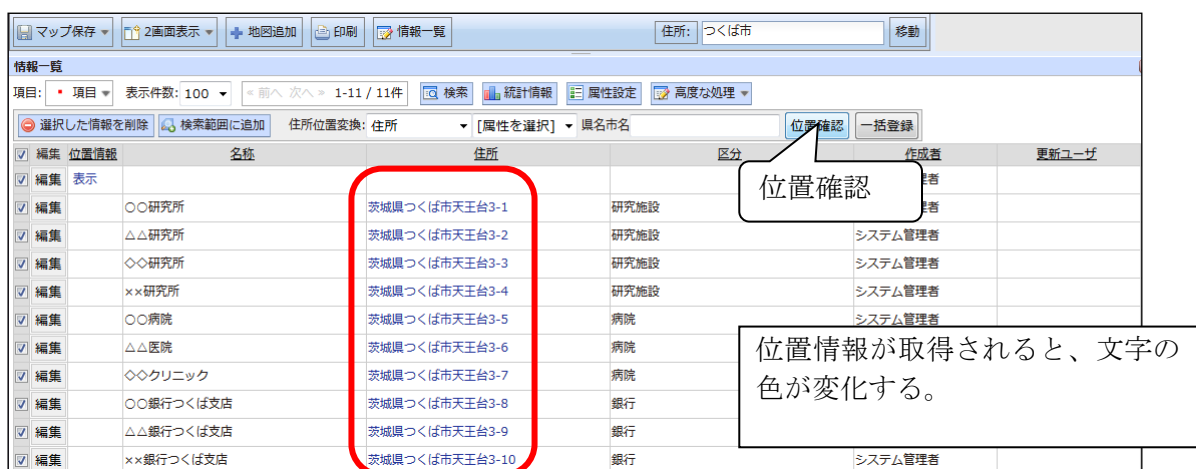 マップ保存 2画面表示 地図追加 印刷 情報一覧 住所: つくば市 移動
情報一覧
項目: 項目 表示件数: 100 « 前へ 次へ » 1-11 / 11件 検索 統計情報 属性設定 高度な処理
選択した情報を削除 検索範囲に追加 住所位置変換: 住所 [属性を選択] 県名市名 位置確認 一括登録
編集 位置情報 名称 住所 区分 作成者 更新ユーザ
編集 表示 者
編集 〇〇研究所 茨城県つくば市天王台3-1 研究施設 者
編集 △△研究所 茨城県つくば市天王台3-2 研究施設 システム管理者
編集 ◇◇研究所 茨城県つくば市天王台3-3 研究施設 システム管理者
編集 ××研究所 茨城県つくば市天王台3-4 研究施設 システム管理者
編集 〇〇病院 茨城県つくば市天王台3-5 病院 システム管理者
編集 △△医院 茨城県つくば市天王台3-6 病院
編集 ◇◇クリニック 茨城県つくば市天王台3-7 病院
編集 〇〇銀行つくば支店 茨城県つくば市天王台3-8 銀行
編集 △△銀行つくば支店 茨城県つくば市天王台3-9 銀行
編集 ××銀行つくば支店 茨城県つくば市天王台3-10 銀行 システム管理者
位置確認
位置情報が取得されると、文字の
色が変化する。